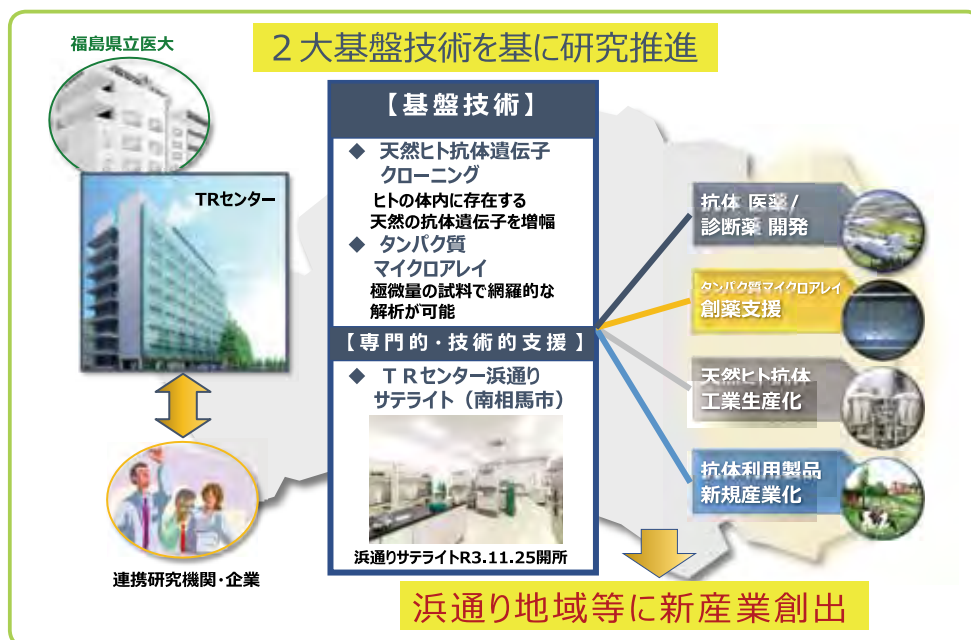 福島県立医大
2大基盤技術を基に研究推進
TRセンター
連携研究機関・企業
【基盤技術】
◆ 天然ヒト抗体遺伝子
クローニング
ヒトの体内に存在する
天然の抗体遺伝子を増幅
◆ タンパク質
マイクロアレイ
極微量の試料で網羅的な
解析が可能
【専門的・技術的支援】
◆ TRセンター浜通り
サテライト（南相馬市）
浜通りサテライトR3.11.25開所
抗体 医薬/
診断薬 開発
タンパク質マイクロアレイ
創薬支援
天然ヒト抗体
工業生産化
抗体利用製品
新規産業化
浜通り地域等に新産業創出